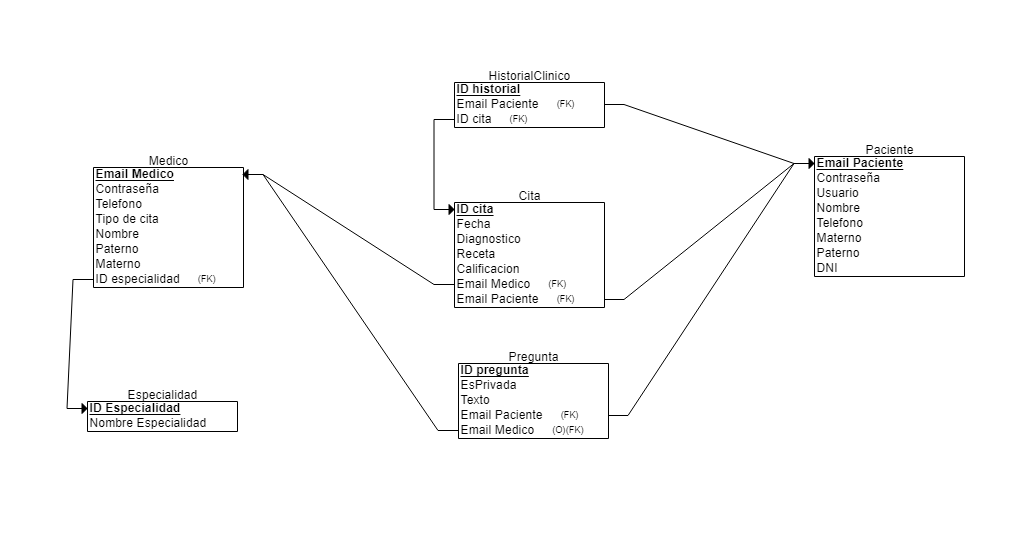 HistorialClinico
ID historial
Email Paciente (FK)
ID cita (FK)
Medico
Email Medico
Contraseña
Telefono
Tipo de cita
Nombre
Paterno
Materno
ID especialidad (FK)
Cita
ID cita
Fecha
Diagnostico
Receta
Calificacion
Email Medico (FK)
Email Paciente (FK)
Paciente
Email Paciente
Contraseña
Usuario
Nombre
Telefono
Materno
Paterno
DNI
Especialidad
ID Especialidad
Nombre Especialidad
Pregunta
ID pregunta
EsPrivada
Texto
Email Paciente (FK)
Email Medico (O)(FK)